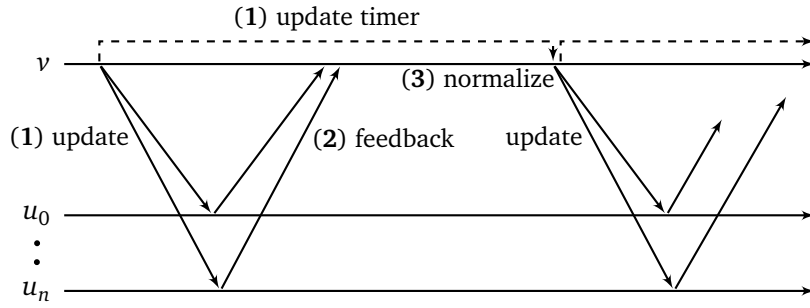 (1) update timer
v
(3) normalize
(1) update
(2) feedback
update
u0
un